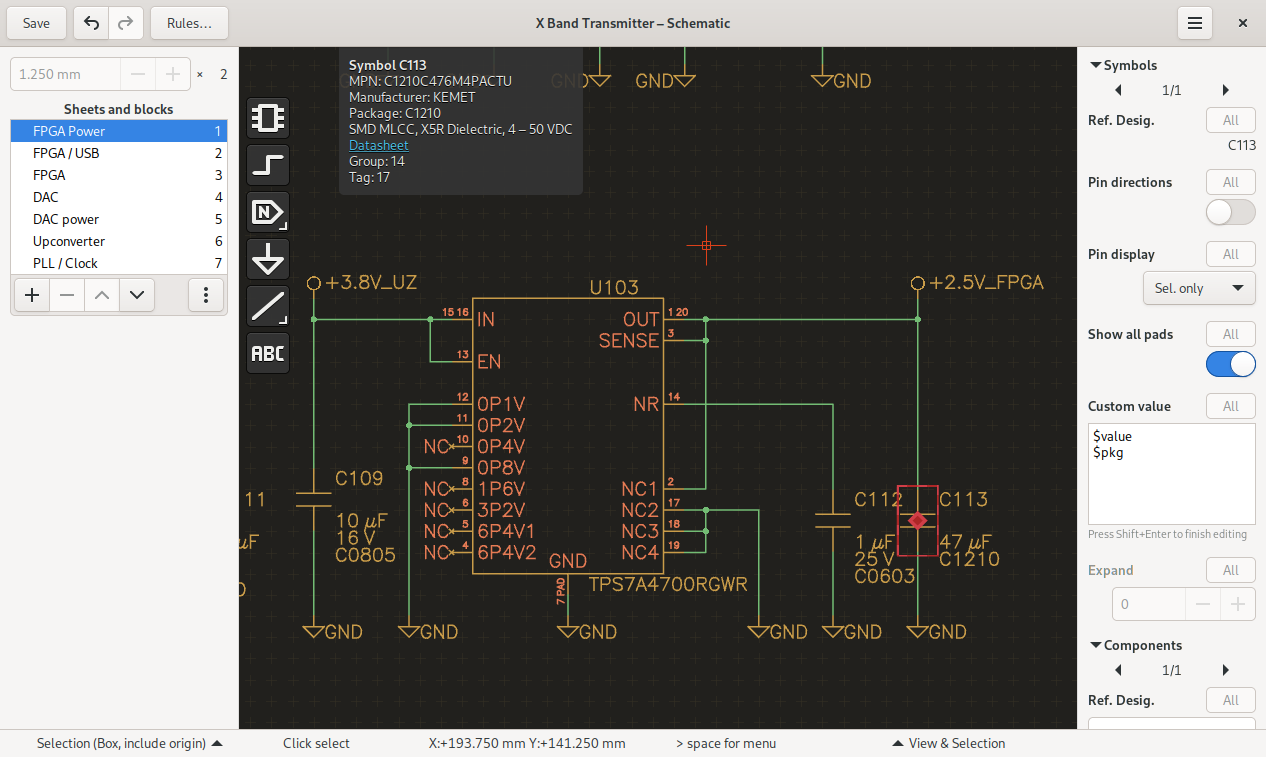 Save
Rules...
X Band Transmitter – Schematic
1.250 mm
×
2
Sheets and blocks
FPGA Power 1
FPGA / USB 2
FPGA 3
DAC 4
DAC power 5
Upconverter 6
PLL / Clock 7
N
ABC
Symbol C113
MPN: C1210C476M4PACTU
Manufacturer: KEMET
Package: C1210
SMD MLCC, X5R Dielectric, 4 – 50 VDC
Datasheet
Group: 14
Tag: 17
GND
GND
GND
+3.8V_UZ
U103
+2.5V_FPGA
15 16
IN
OUT
1 20
SENSE
3
13
EN
12
0P1V
NR
14
11
0P2V
NC
10
0P4V
9
0P8V
NC
8
1P6V
NC1
2
NC
6
3P2V
NC2
17
NC
5
6P4V1
NC3
18
NC
4
6P4V2
NC4
19
GND
7 PAD
TPS7A4700RGWR
11
µF
C109
10 µF
16 V
C0805
C112
1 µF
25 V
C0603
C113
47 µF
C1210
GND
GND
GND
GND
GND
GND
Symbols
1/1
Ref. Desig.
All
C113
Pin directions
All
Pin display
All
Sel. only
Show all pads
All
Custom value
All
$value
$pkg
Press Shift+Enter to finish editing
Expand
All
0
Components
1/1
Ref. Desig.
All
Selection (Box, include origin)
Click select
X:+193.750 mm Y:+141.250 mm
> space for menu
View & Selection